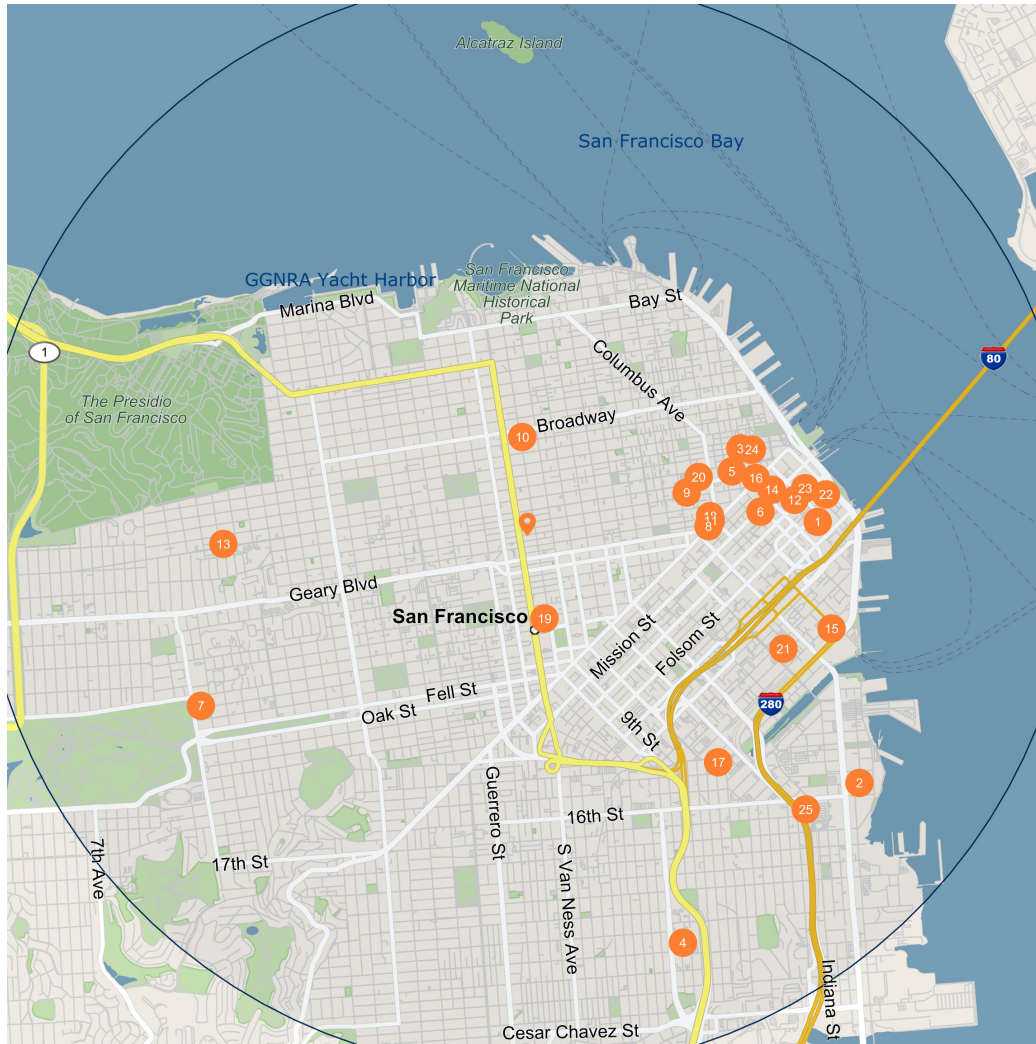 Alcatraz Island
San Francisco Bay
San Francisco
Maritime National
Historical
Park
GGNRA Yacht Harbor
Marina Blvd
Bay St
1
80
Columbus Ave
The Presidio
of San Francisco
Broadway
10
3
24
5
20
16
9
14
23
22
12
6
1
8
13
Geary Blvd
San Francisco
19
Mission St
Folsom St
15
21
7
Fell St
Oak St
280
9th St
17
2
25
16th St
Guerrero St
17th St
7th Ave
S Van Ness Ave
4
Indiana St
Cesar Chavez St